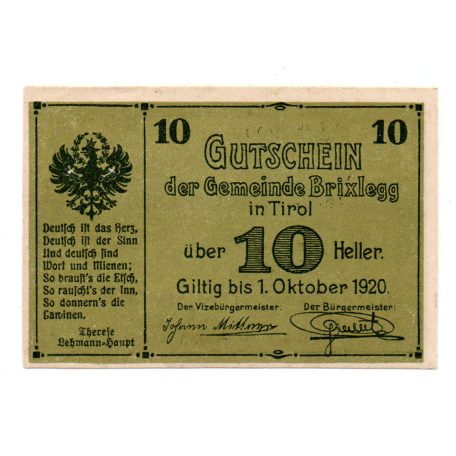 10
10
GUTSCHEIN
der Gemeinde Brixlegg
in Tirol
über 10 Heller.
Giltig bis 1. Oktober 1920.
Der Vizebürgermeister.
Der Bürgermeister.
Johann
Deutsch ist das Herz,
Deutsch ist der Sinn
Und deutsch sind
Wort und Mienen;
So braust's die Etsch,
So rauscht's der Inn,
So donnern's die
Lawinen.
Therese
Lehmann-Haupt